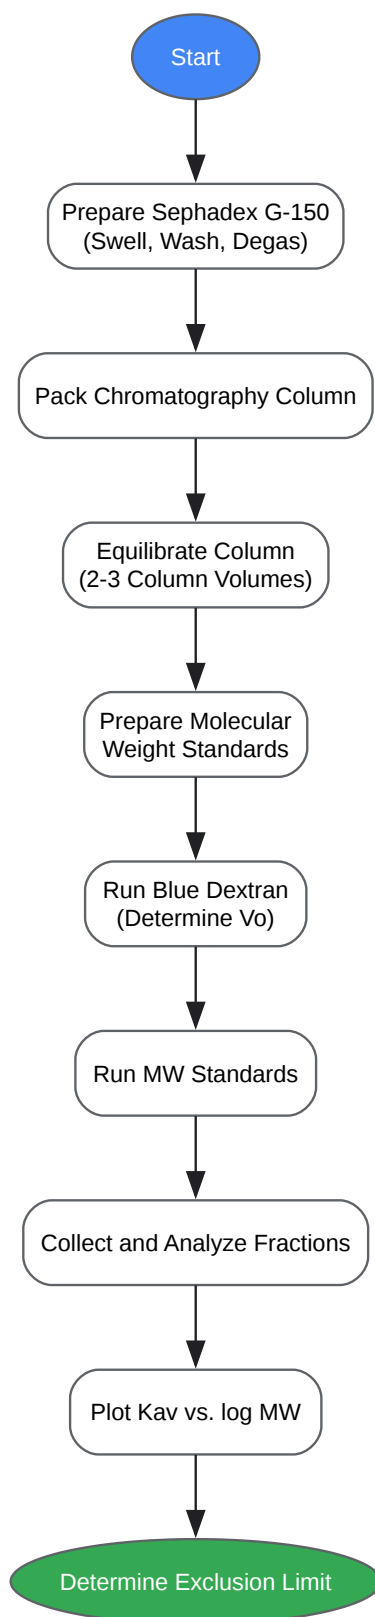 Start
Prepare Sephadex G-150
(Swell, Wash, Degas)
Pack Chromatography Column
Equilibrate Column
(2-3 Column Volumes)
Prepare Molecular
Weight Standards
Run Blue Dextran
(Determine Vo)
Run MW Standards
Collect and Analyze Fractions
Plot Kav vs. log MW
Determine Exclusion Limit